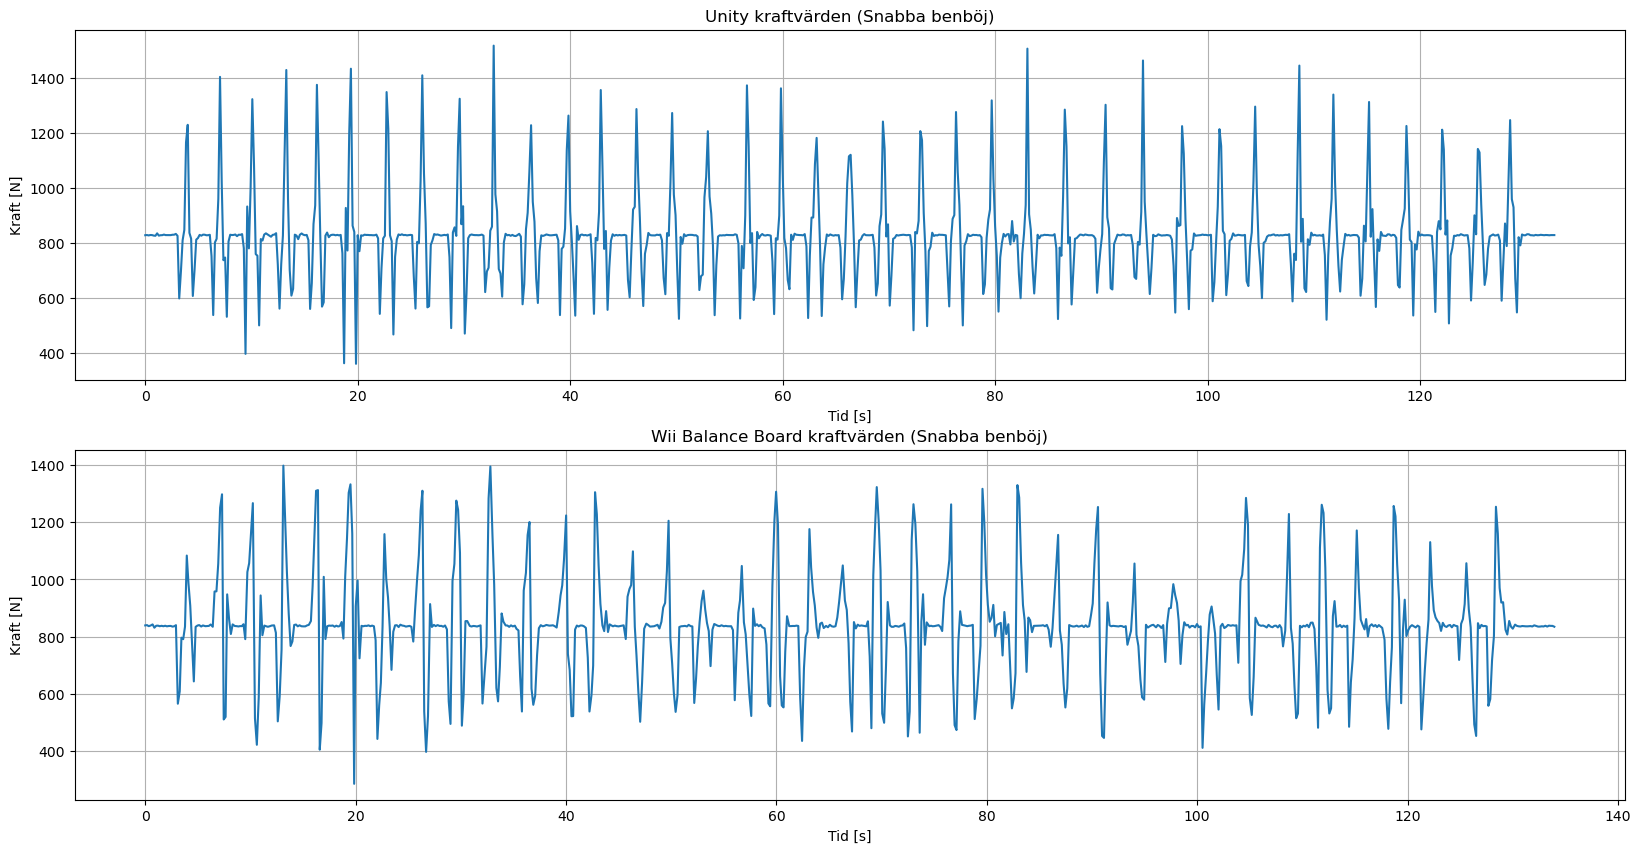 Unity kraftvärden (Snabba benböj)
Kraft [N]
1400
1200
1000
800
600
400
0 20 40 60 80 100 120
Tid [s]
Wii Balance Board kraftvärden (Snabba benböj)
Kraft [N]
1400
1200
1000
800
600
400
0 20 40 60 80 100 120 140
Tid [s]